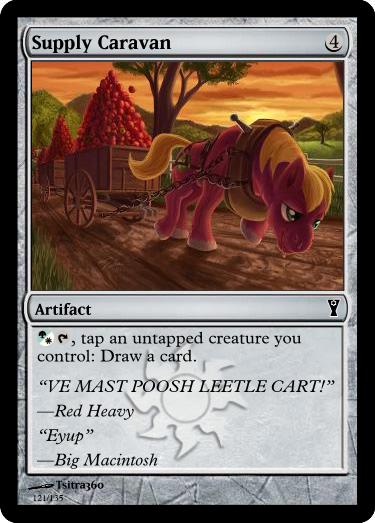 Supply Caravan 4
Artifact
, tap an untapped creature you
control: Draw a card.
“VE MAST POOSH LEETLE CART!”
—Red Heavy
“Eyup”
—Big Macintosh
Tsitra360
121/135